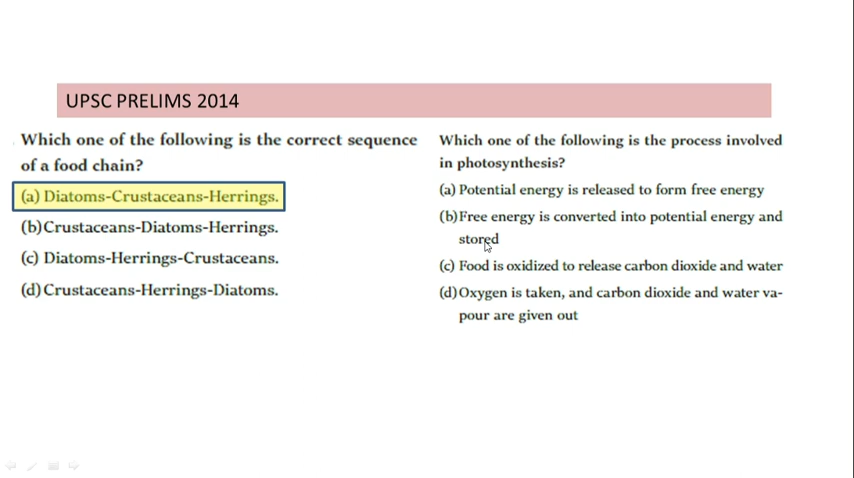 UPSC PRELIMS 2014
Which one of the following is the correct sequence
of a food chain?
(a) Diatoms-Crustaceans-Herrings.
(b)Crustaceans-Diatoms-Herrings.
(c) Diatoms-Herrings-Crustaceans.
(d)Crustaceans-Herrings-Diatoms.
Which one of the following is the process involved
in photosynthesis?
(a) Potential energy is released to form free energy
(b)Free energy is converted into potential energy and
stored
(c) Food is oxidized to release carbon dioxide and water
(d)Oxygen is taken, and carbon dioxide and water va-
pour are given out